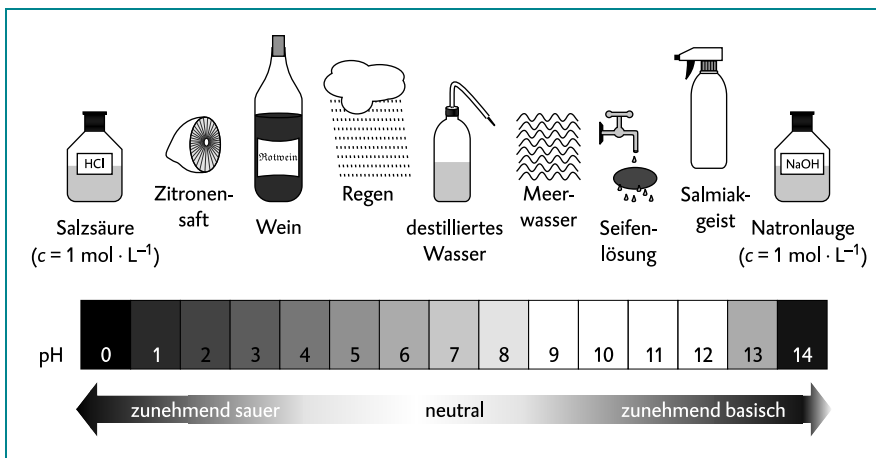 HCl
Salzsäure
(c = 1 mol · L⁻¹)
Zitronen-
saft
Rotwein
Wein
Regen
destilliertes
Wasser
Meer-
wasser
Seifen-
lösung
Salmiak-
geist
NaOH
Natronlauge
(c = 1 mol · L⁻¹)
pH 0 1 2 3 4 5 6 7 8 9 10 11 12 13 14
zunehmend sauer neutral zunehmend basisch